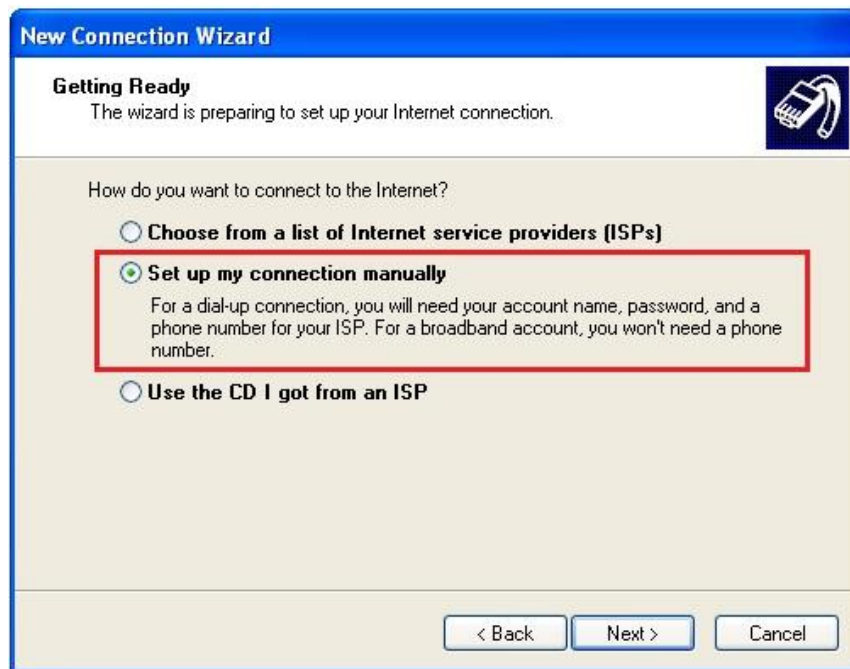 New Connection Wizard
Getting Ready
The wizard is preparing to set up your Internet connection.
How do you want to connect to the Internet?
Choose from a list of Internet service providers (ISPs)
Set up my connection manually
For a dial-up connection, you will need your account name, password, and a
phone number for your ISP. For a broadband account, you won't need a phone
number.
Use the CD I got from an ISP
< Back Next > Cancel